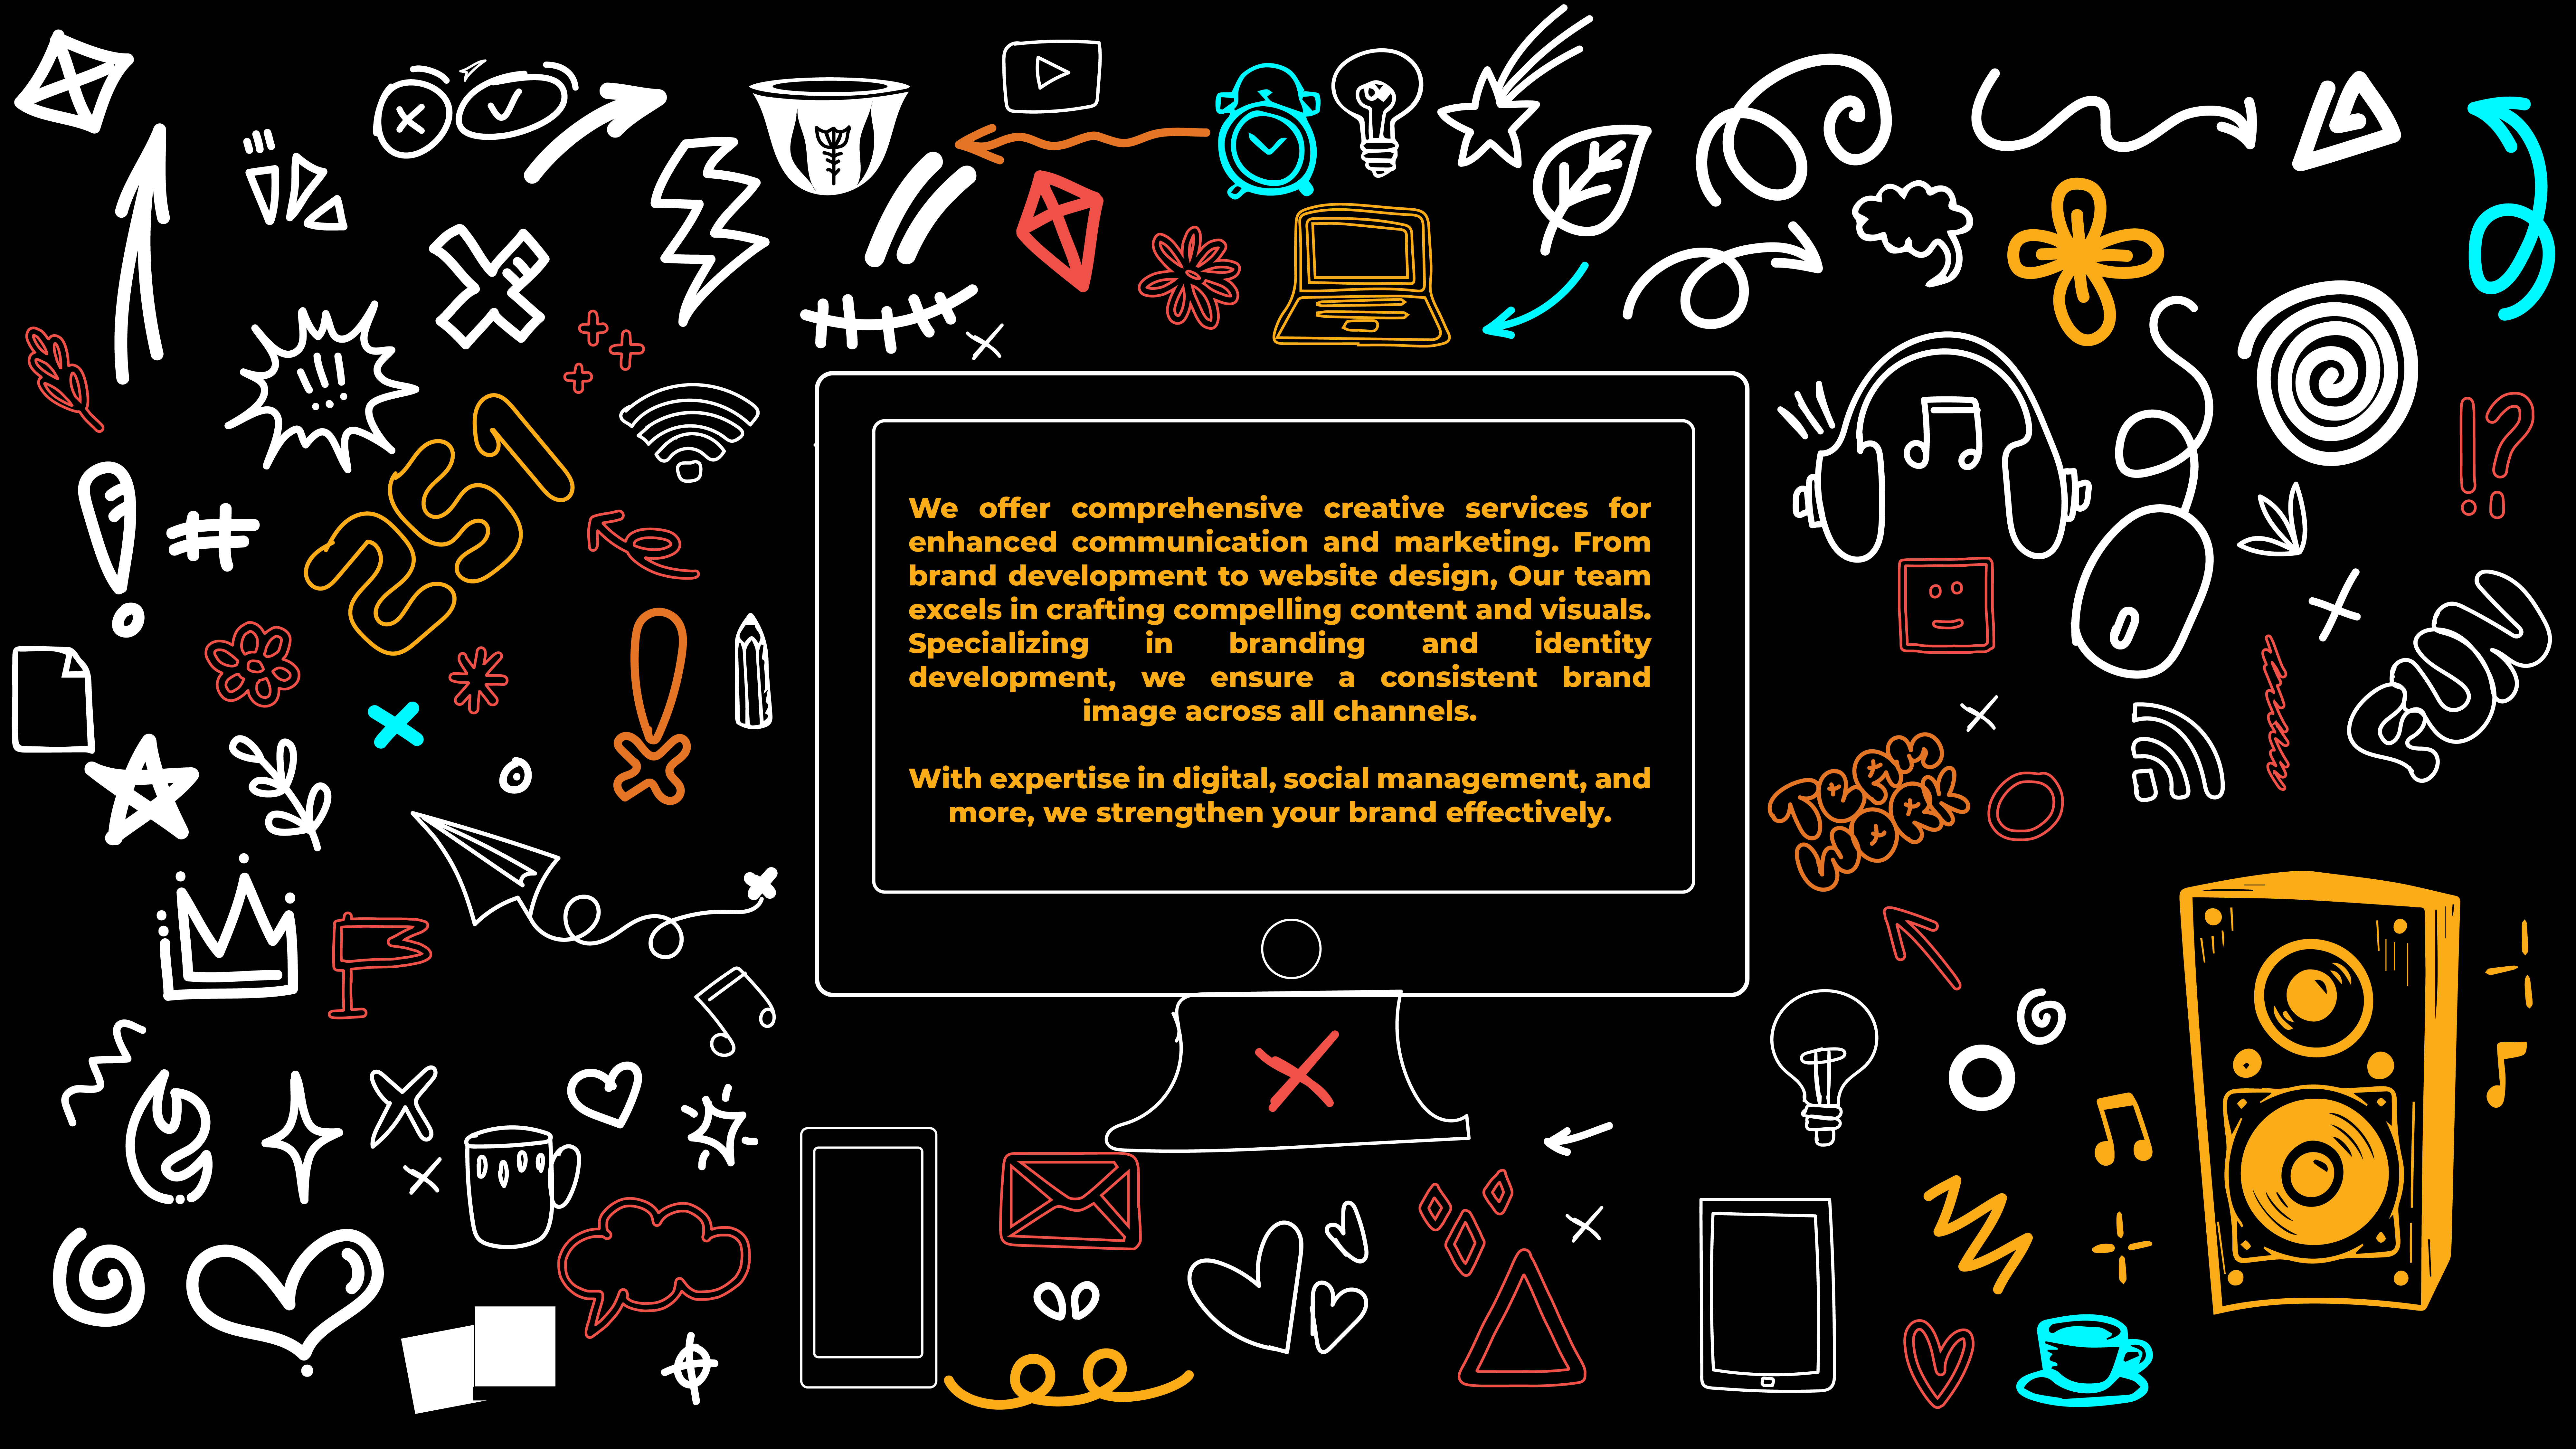 251
We offer comprehensive creative services for
enhanced communication and marketing. From
brand development to website design, Our team
excels in crafting compelling content and visuals.
Specializing in branding and identity
development, we ensure a consistent brand
image across all channels.
With expertise in digital, social management, and
more, we strengthen your brand effectively.
!?
#
FUN
TEAM
WORK